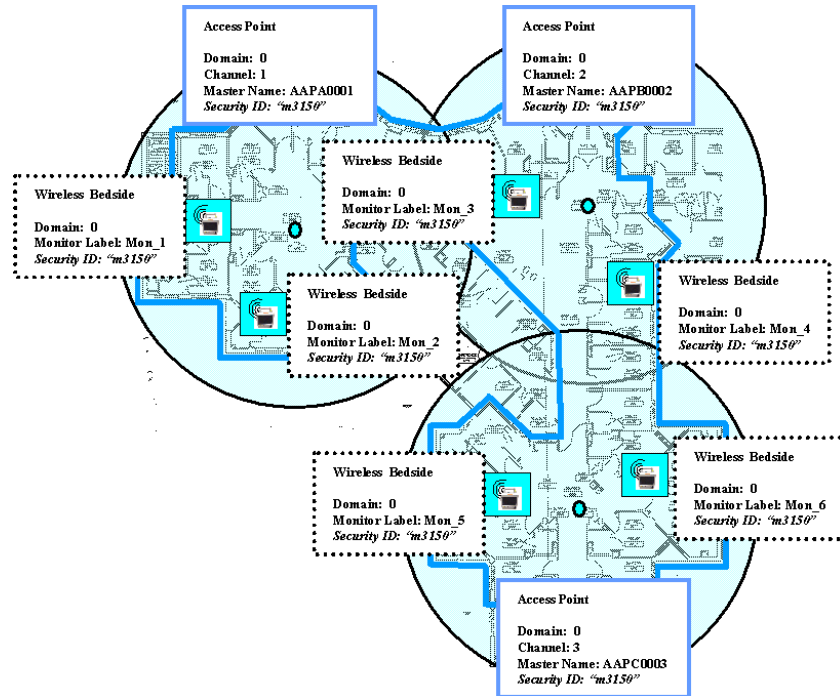 Access Point
Domain: 0
Channel: 1
Master Name: AAPA0001
Security ID: “m3150”
Access Point
Domain: 0
Channel: 2
Master Name: AAPB0002
Security ID: “m3150”
Wireless Bedside
Domain: 0
Monitor Label: Mon_3
Security ID: “m3150”
Wireless Bedside
Domain: 0
Monitor Label: Mon_1
Security ID: “m3150”
Wireless Bedside
Domain: 0
Monitor Label: Mon_2
Security ID: “m3150”
Wireless Bedside
Domain: 0
Monitor Label: Mon_4
Security ID: “m3150”
Wireless Bedside
Domain: 0
Monitor Label: Mon_5
Security ID: “m3150”
Wireless Bedside
Domain: 0
Monitor Label: Mon_6
Security ID: “m3150”
Access Point
Domain: 0
Channel: 3
Master Name: AAPC0003
Security ID: “m3150”